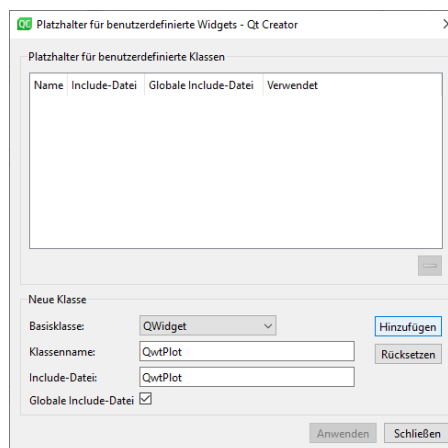 QC Platzhalter für benutzerdefinierte Widgets - Qt Creator
Platzhalter für benutzerdefinierte Klassen
Name Include-Datei Globale Include-Datei Verwendet
Neue Klasse
Basisklasse: QWidget Hinzufügen
Klassenname: QwtPlot Rücksetzen
Include-Datei: QwtPlot
Globale Include-Datei
Anwenden Schließen